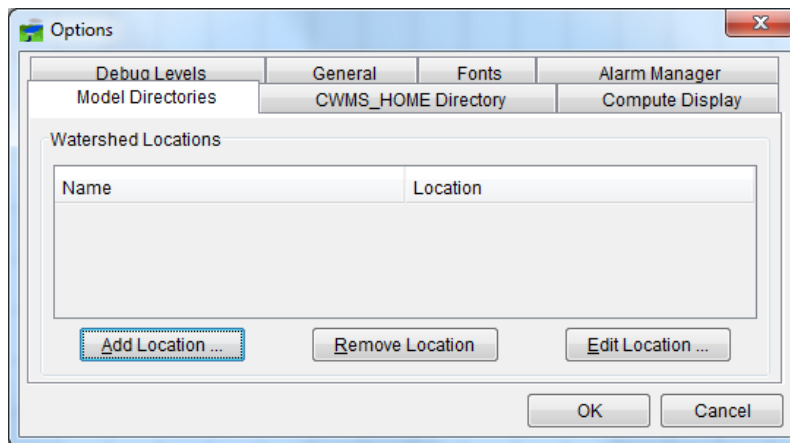 Options
Debug Levels General Fonts Alarm Manager
Model Directories CWMS_HOME Directory Compute Display
Watershed Locations
Name Location
Add Location ... Remove Location Edit Location ...
OK Cancel